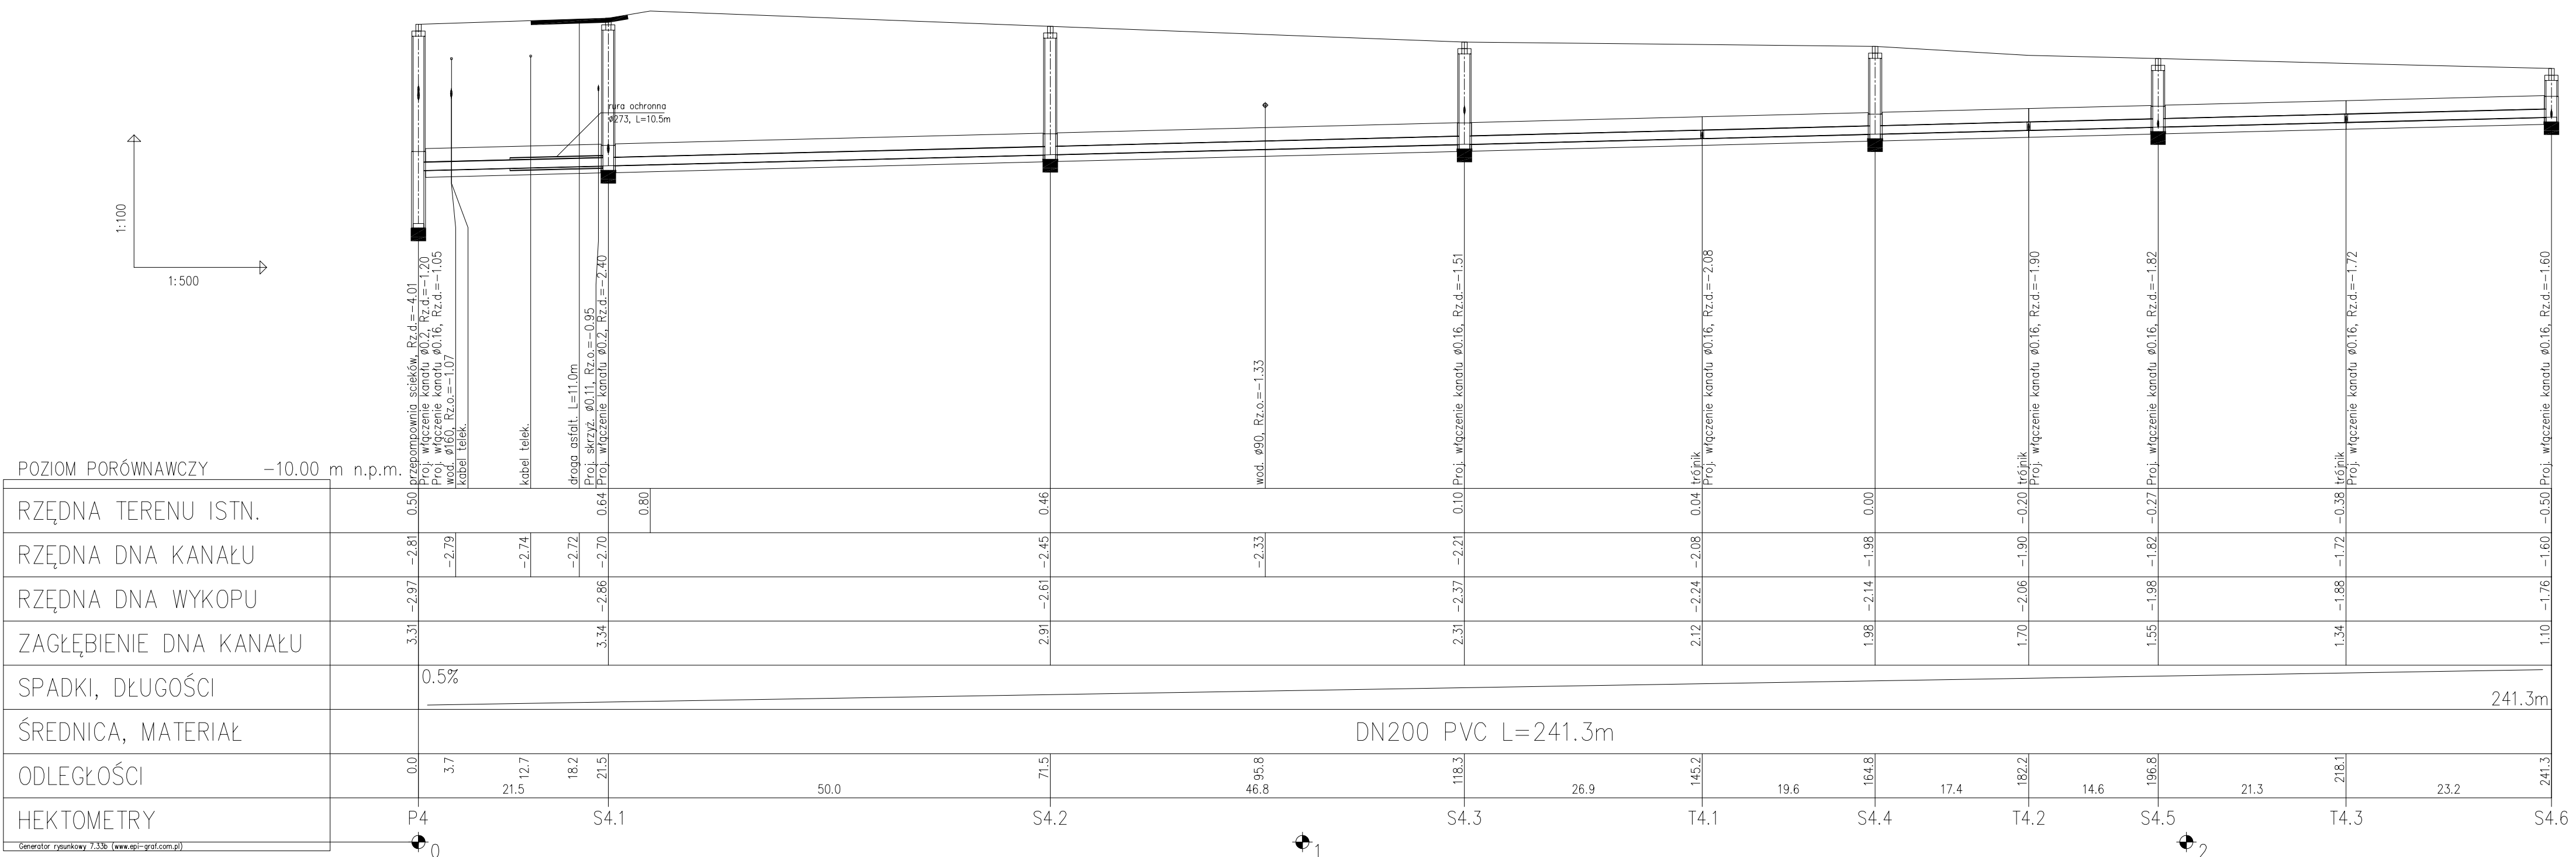 rura ochronna
ø273, L=10.5m
1:100
1:500
przepompownia scieków, Rz.d.=-4.01
Proj. włączenie kanału ø0.2, Rz.d.=-1.20
Proj. włączenie kanału ø0.16, Rz.d.=-1.05
wod. ø160, Rz.o.=-1.07
kabel telek.
kabel telek.
droga asfalt. L=11.0m
Proj. skrzyż. ø0.11, Rz.o.=-0.95
Proj. włączenie kanału ø0.2, Rz.d.=-2.40
wod. ø90, Rz.o.=-1.33
Proj. włączenie kanału ø0.16, Rz.d.=-1.51
trójnik
Proj. włączenie kanału ø0.16, Rz.d.=-2.08
trójnik
Proj. włączenie kanału ø0.16, Rz.d.=-1.90
Proj. włączenie kanału ø0.16, Rz.d.=-1.82
trójnik
Proj. włączenie kanału ø0.16, Rz.d.=-1.72
Proj. włączenie kanału ø0.16, Rz.d.=-1.60
POZIOM PORÓWNAWCZY -10.00 m n.p.m.
RZĘDNA TERENU ISTN. 0.50 0.64 0.80 0.46 0.10 0.04 0.00 -0.20 -0.27 -0.38 -0.50
RZĘDNA DNA KANAŁU -2.81 -2.79 -2.74 -2.72 -2.70 -2.45 -2.33 -2.21 -2.08 -1.98 -1.90 -1.82 -1.72 -1.60
RZĘDNA DNA WYKOPU -2.97 -2.86 -2.61 -2.37 -2.24 -2.14 -2.06 -1.98 -1.88 -1.76
ZAGŁĘBIENIE DNA KANAŁU 3.31 3.34 2.91 2.31 2.12 1.98 1.70 1.55 1.34 1.10
SPADKI, DŁUGOŚCI 0.5% 241.3m
ŚREDNICA, MATERIAŁ DN200 PVC L=241.3m
ODLEGŁOŚCI 0.0 3.7 12.7 18.2 21.5 71.5 95.8 118.3 145.2 164.8 182.2 196.8 218.1 241.3
21.5 50.0 46.8 26.9 19.6 17.4 14.6 21.3 23.2
HEKTOMETRY P4 S4.1 S4.2 S4.3 T4.1 S4.4 T4.2 S4.5 T4.3 S4.6
0 1 2
Generator rysunkowy 7.33b (www.epi-graf.com.pl)